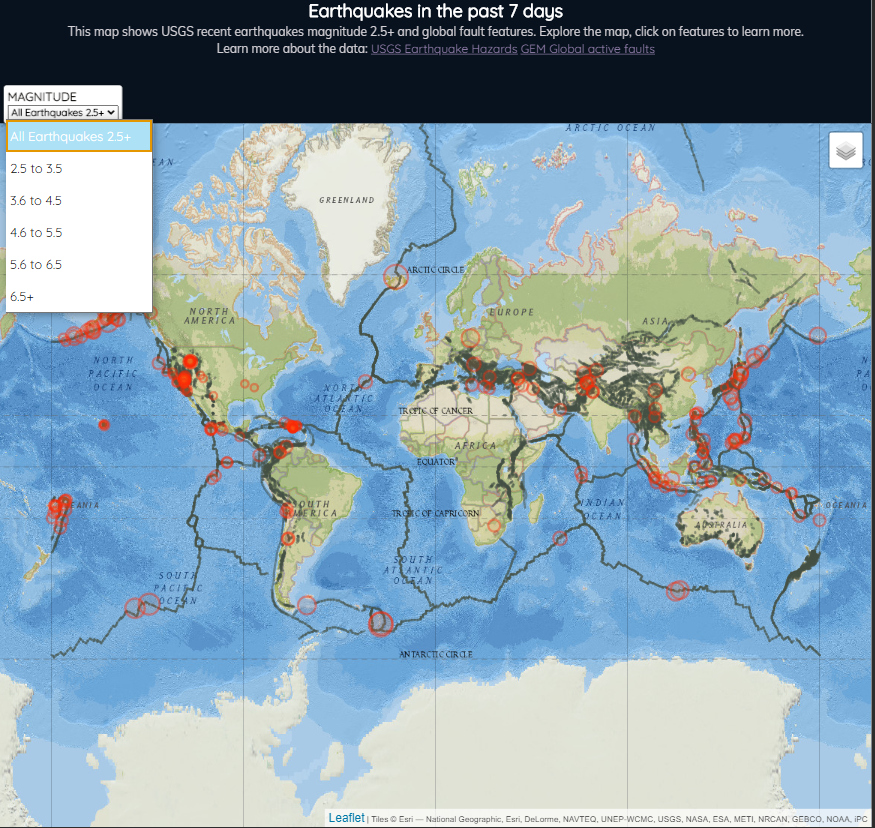 Earthquakes in the past 7 days
This map shows USGS recent earthquakes magnitude 2.5+ and global fault features. Explore the map, click on features to learn more.
Learn more about the data: USGS Earthquake Hazards GEM Global active faults
MAGNITUDE
All Earthquakes 2.5+
All Earthquakes 2.5+
2.5 to 3.5
3.6 to 4.5
4.6 to 5.5
5.6 to 6.5
6.5+
ARCTIC OCEAN
GREENLAND
ARCTIC CIRCLE
NORTH
AMERICA
EUROPE
ASIA
NORTH
PACIFIC
OCEAN
NORTH
ATLANTIC
OCEAN
TROPIC OF CANCER
AFRICA
EQUATOR
SOUTH
AMERICA
TROPIC OF CAPRICORN
INDIAN
OCEAN
OCEANIA
AUSTRALIA
SOUTH
PACIFIC
OCEAN
SOUTH
ATLANTIC
OCEAN
ANTARCTIC CIRCLE
Leaflet | Tiles © Esri — National Geographic, Esri, DeLorme, NAVTEQ, UNEP-WCMC, USGS, NASA, ESA, METI, NRCAN, GEBCO, NOAA, iPC